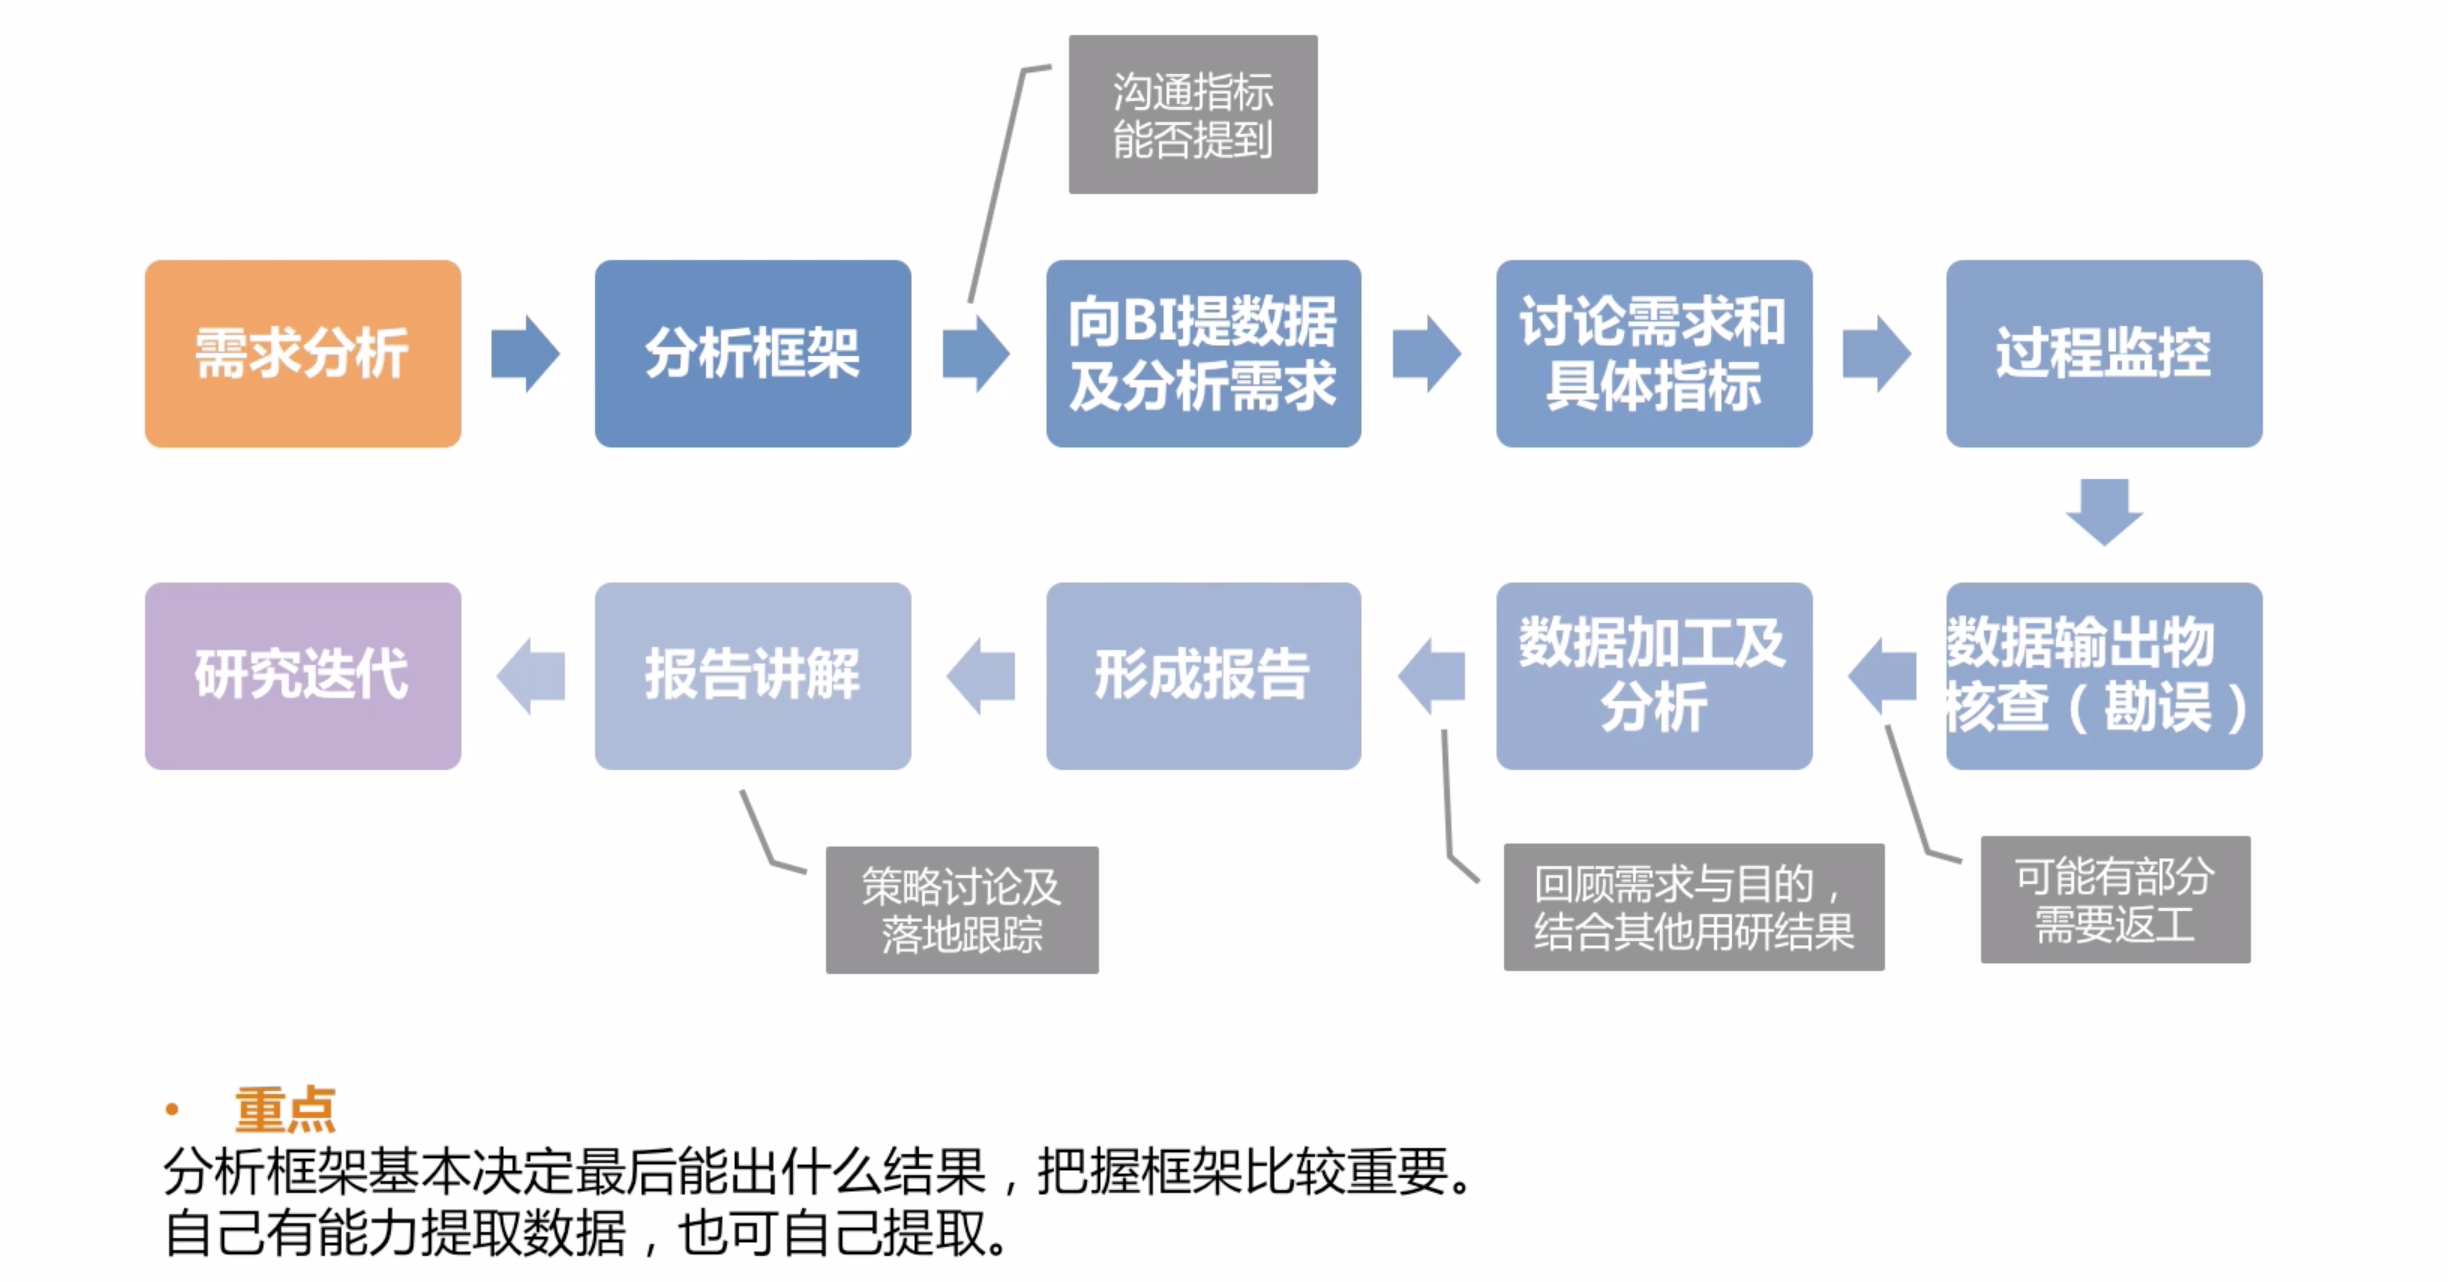 沟通指标
能否提到
需求分析
分析框架
向BI提数据
及分析需求
讨论需求和
具体指标
过程监控
研究迭代
报告讲解
形成报告
数据加工及
分析
数据输出物
核查（勘误）
策略讨论及
落地跟踪
回顾需求与目的，
结合其他用研结果
可能有部分
需要返工
• 重点
分析框架基本决定最后能出什么结果，把握框架比较重要。
自己有能力提取数据，也可自己提取。